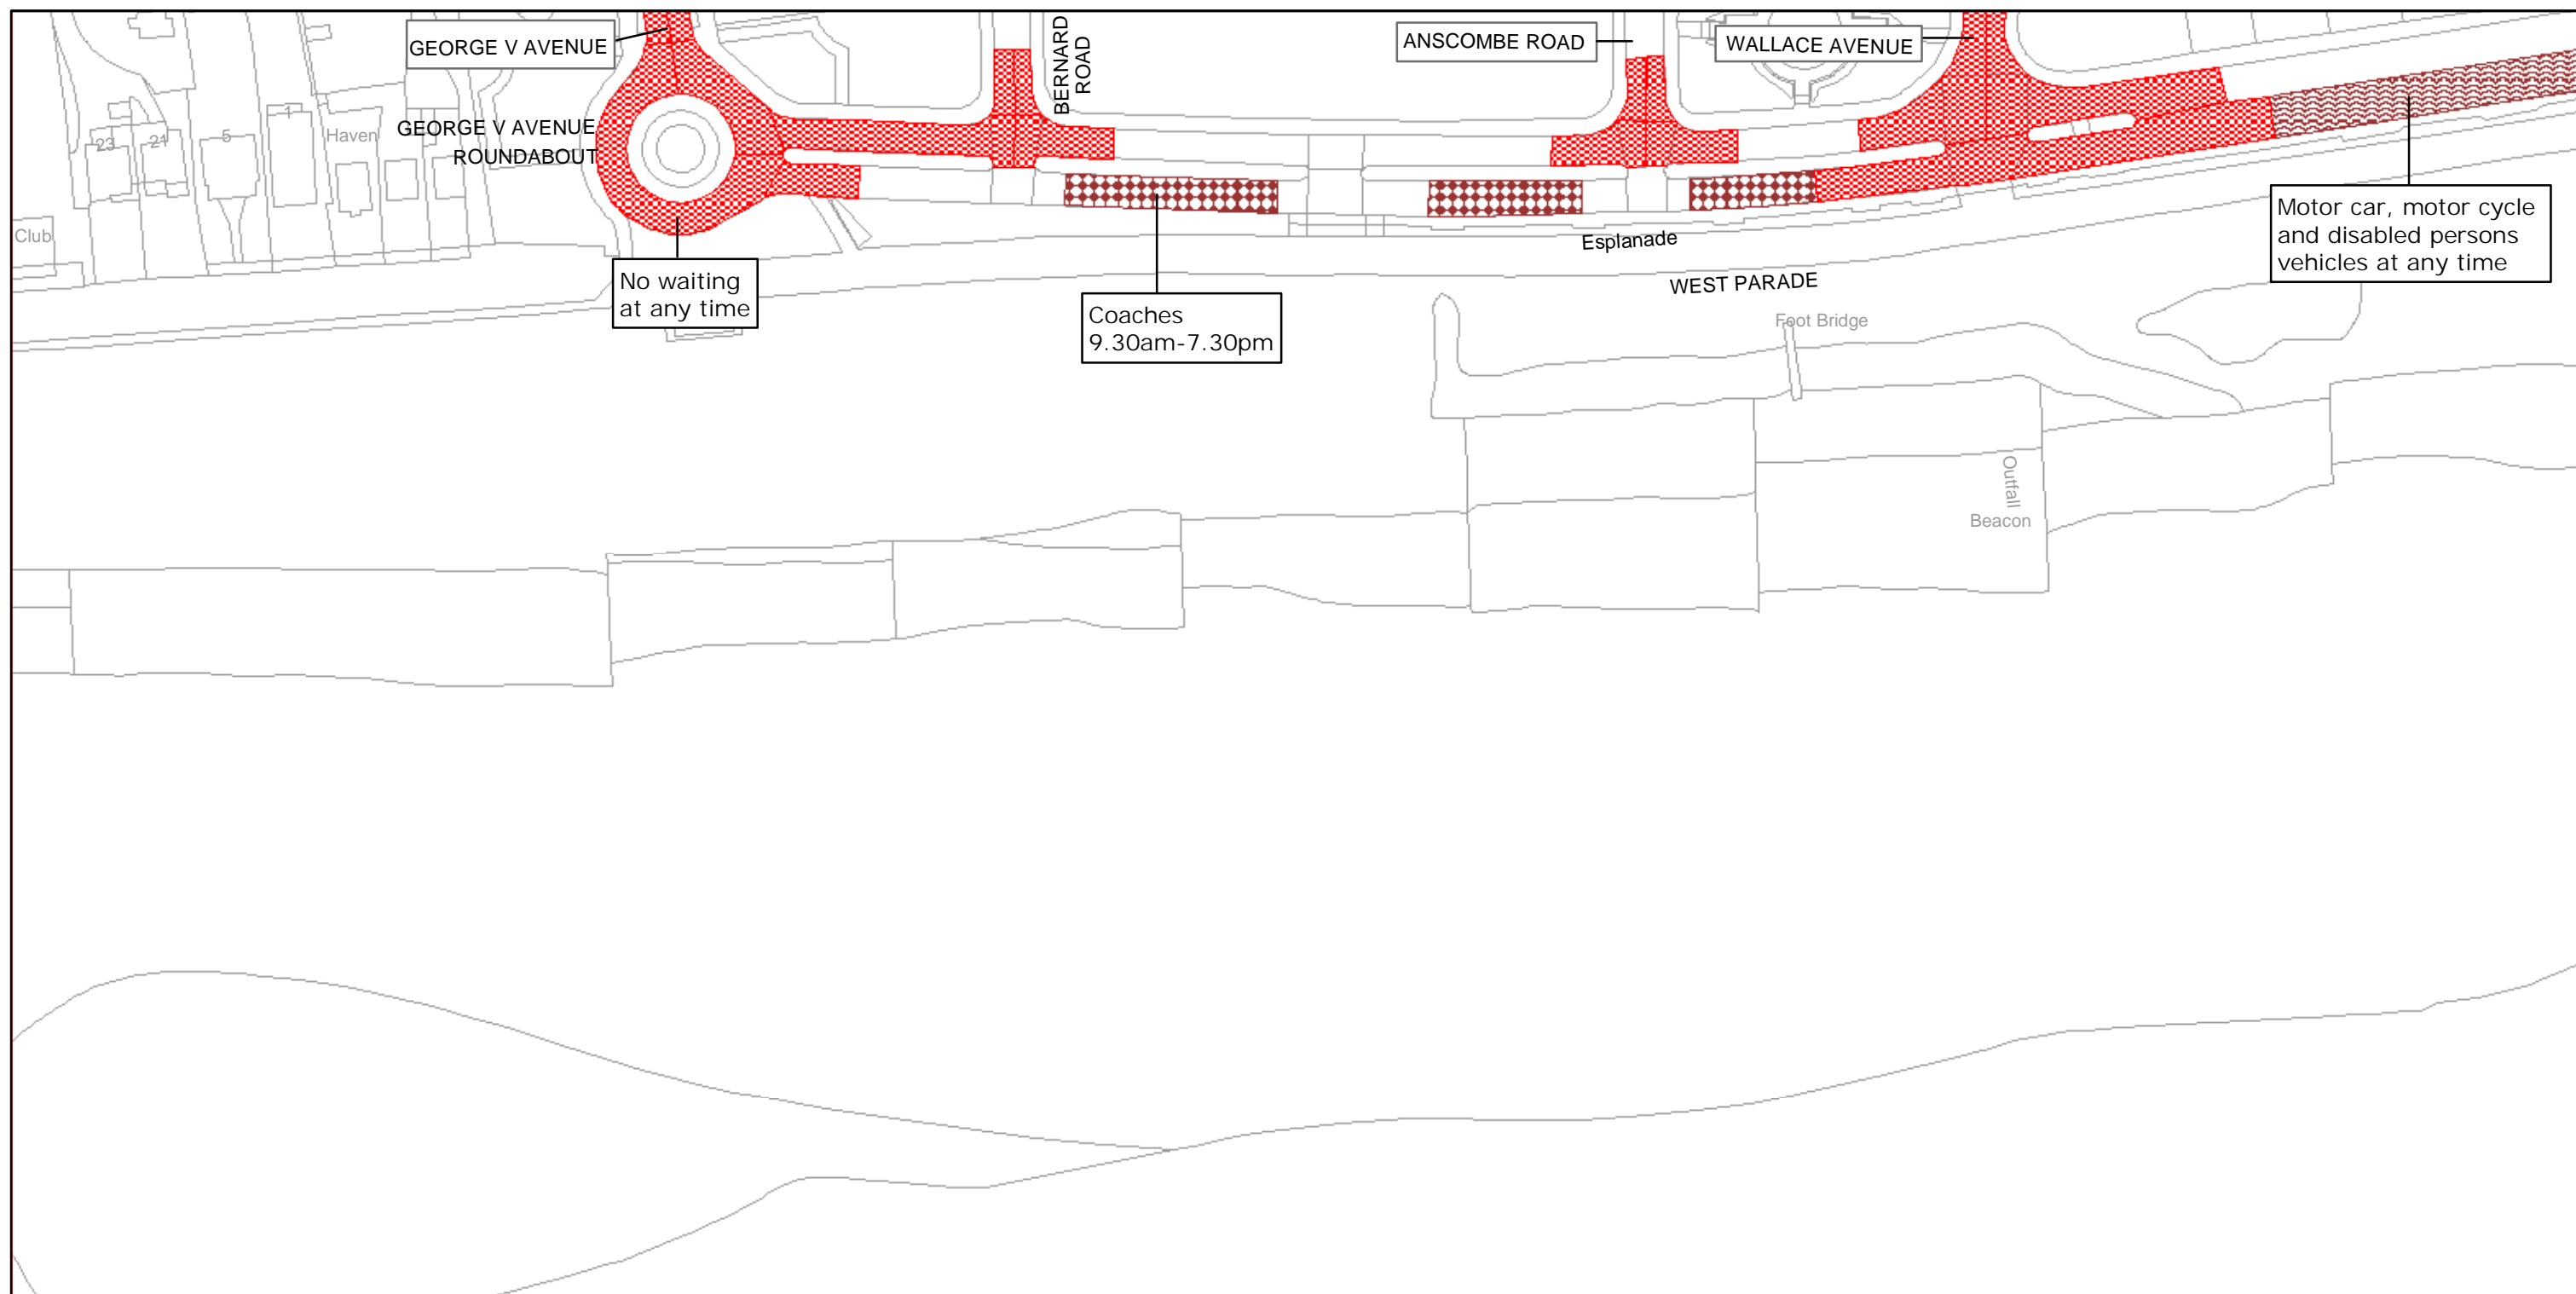 GEORGE V AVENUE
BERNARD
ROAD
ANSCOMBE ROAD
WALLACE AVENUE
23
21
5
1
Haven
GEORGE V AVENUE
ROUNDABOUT
Club
No waiting
at any time
Coaches
9.30am-7.30pm
Esplanade
WEST PARADE
Motor car, motor cycle
and disabled persons
vehicles at any time
Foot Bridge
Outfall
Beacon